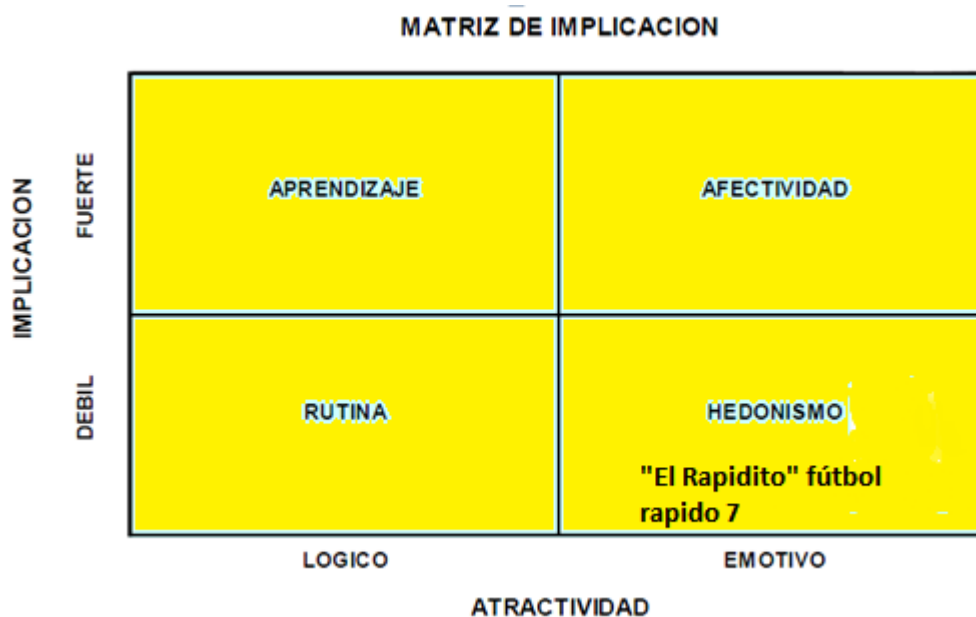 MATRIZ DE IMPLICACION
IMPLICACION
FUERTE
APRENDIZAJE
AFECTIVIDAD
DEBIL
RUTINA
HEDONISMO
"El Rapidito" fútbol
rapido 7
LOGICO
EMOTIVO
ATRACTIVIDAD